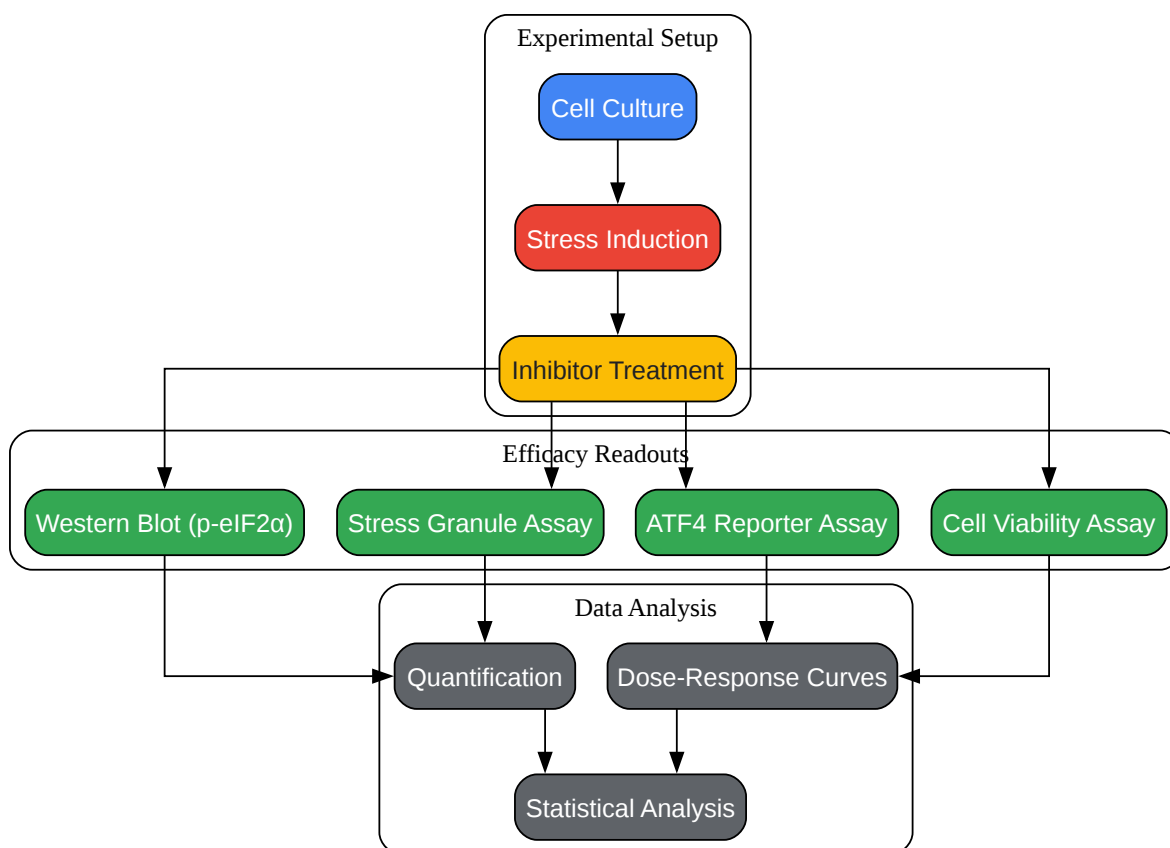 Experimental Setup
Cell Culture
Stress Induction
Inhibitor Treatment
Efficacy Readouts
Western Blot (p-eIF2α)
Stress Granule Assay
ATF4 Reporter Assay
Cell Viability Assay
Data Analysis
Quantification
Dose-Response Curves
Statistical Analysis